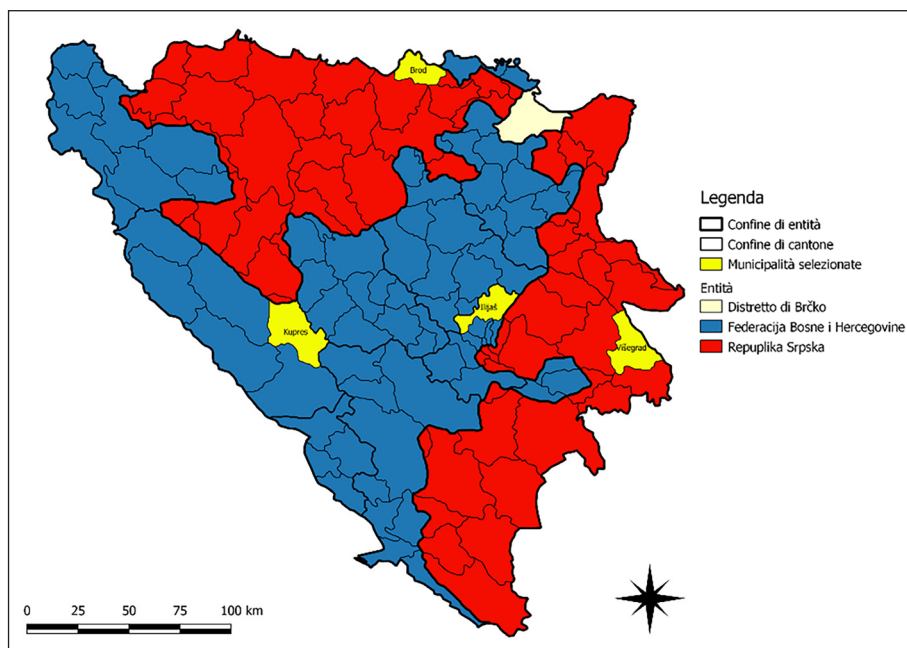 Brod
Ilijaš
Kupres
Višegrad
Legenda
Confine di entità
Confine di cantone
Municipalità selezionate
Entità
Distretto di Brčko
Federacija Bosne i Hercegovine
Repuplika Srpska
0 25 50 75 100 km